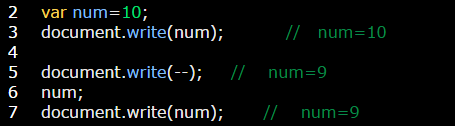 2 var num=10;
3 document.write(num); // num=10
4
5 document.write(--); // num=9
6 num;
7 document.write(num); // num=9